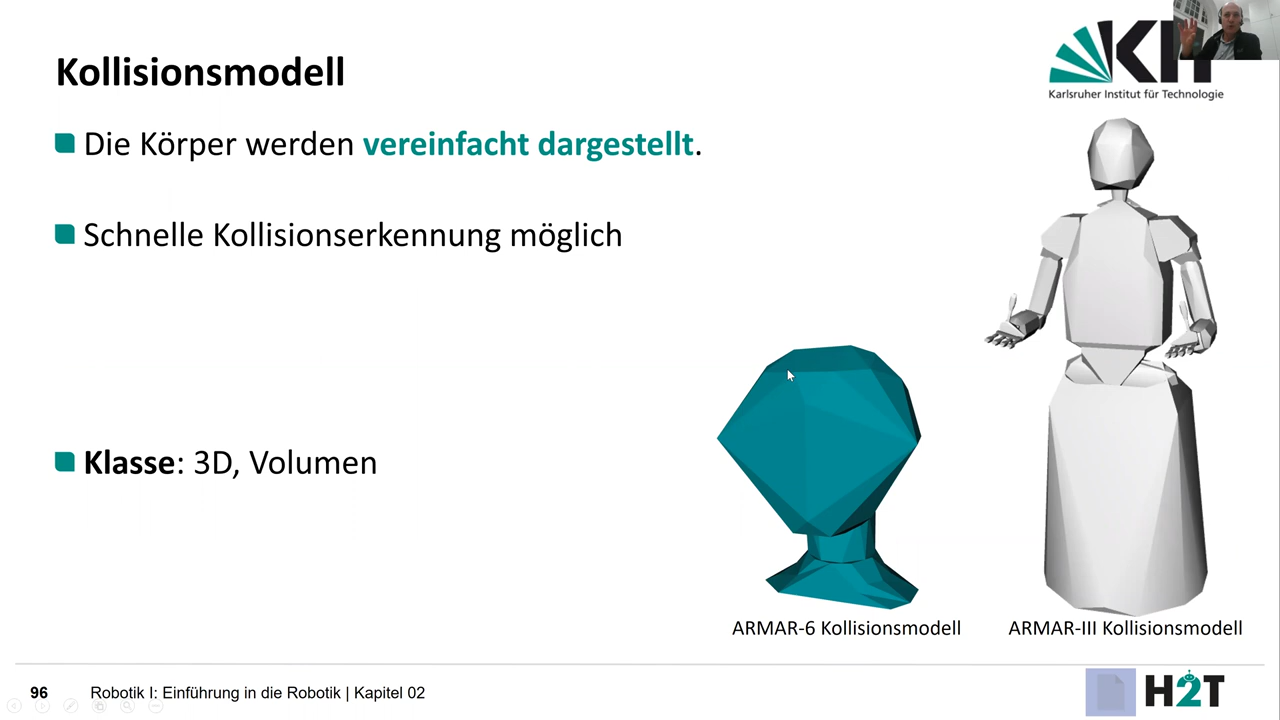 Kollisionsmodell
Die Körper werden vereinfacht dargestellt.
Schnelle Kollisionserkennung möglich
Klasse: 3D, Volumen
KIT
Karlsruher Institut für Technologie
ARMAR-6 Kollisionsmodell
ARMAR-III Kollisionsmodell
96
Robotik I: Einführung in die Robotik | Kapitel 02
H2T